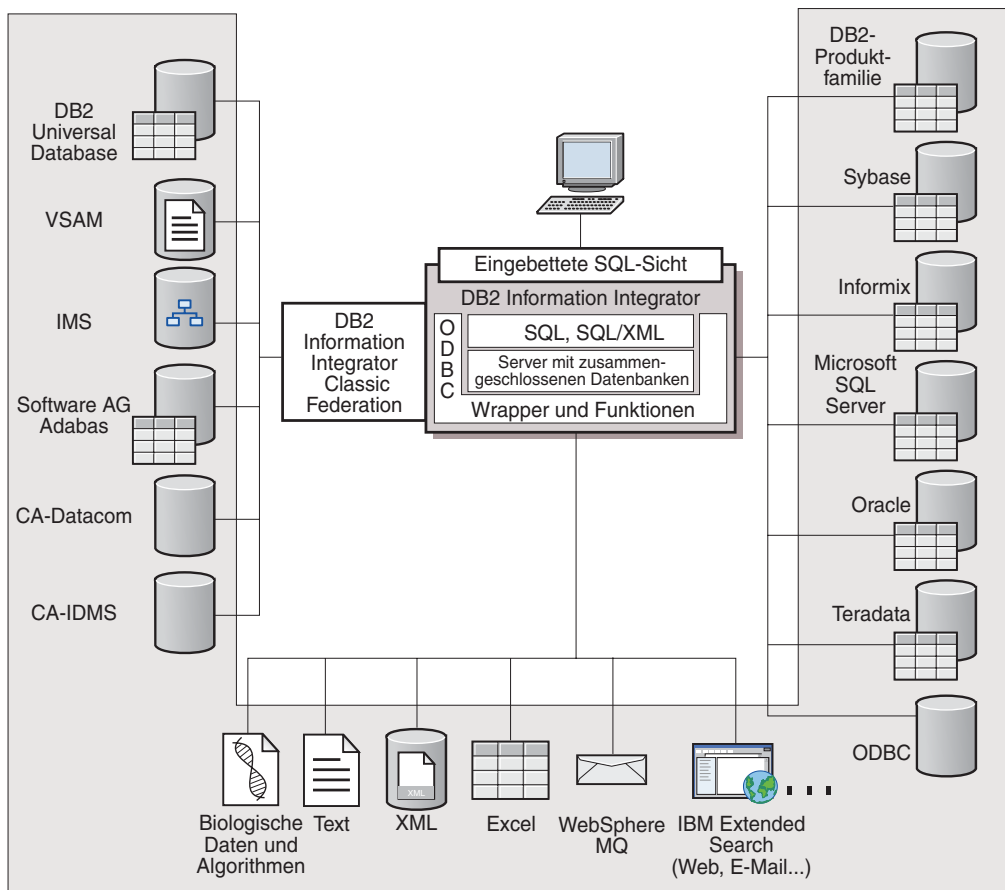 DB2
Universal
Database
VSAM
IMS
Software AG
Adabas
CA-Datacom
CA-IDMS
Eingebettete SQL-Sicht
DB2 Information Integrator
DB2
Information
Integrator
Classic
Federation
O
D
B
C
SQL, SQL/XML
Server mit zusammen-
geschlossenen Datenbanken
Wrapper und Funktionen
DB2-
Produkt-
familie
Sybase
Informix
Microsoft
SQL
Server
Oracle
Teradata
ODBC
Biologische
Daten und
Algorithmen
Text
XML
XML
Excel
WebSphere
MQ
IBM Extended
Search
(Web, E-Mail...)
...